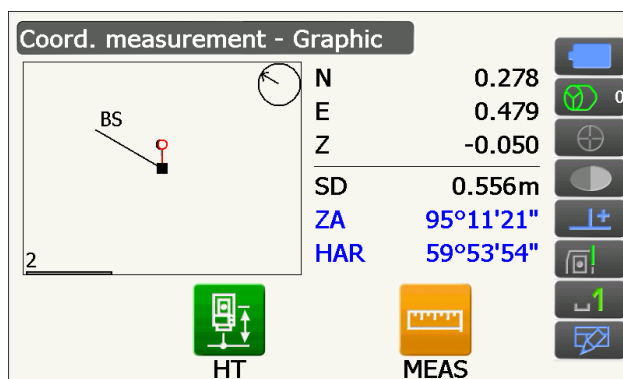 Coord. measurement - Graphic
BS
2
N 0.278
E 0.479
Z -0.050
SD 0.556m
ZA 95°11'21"
HAR 59°53'54"
0
1
HT
MEAS